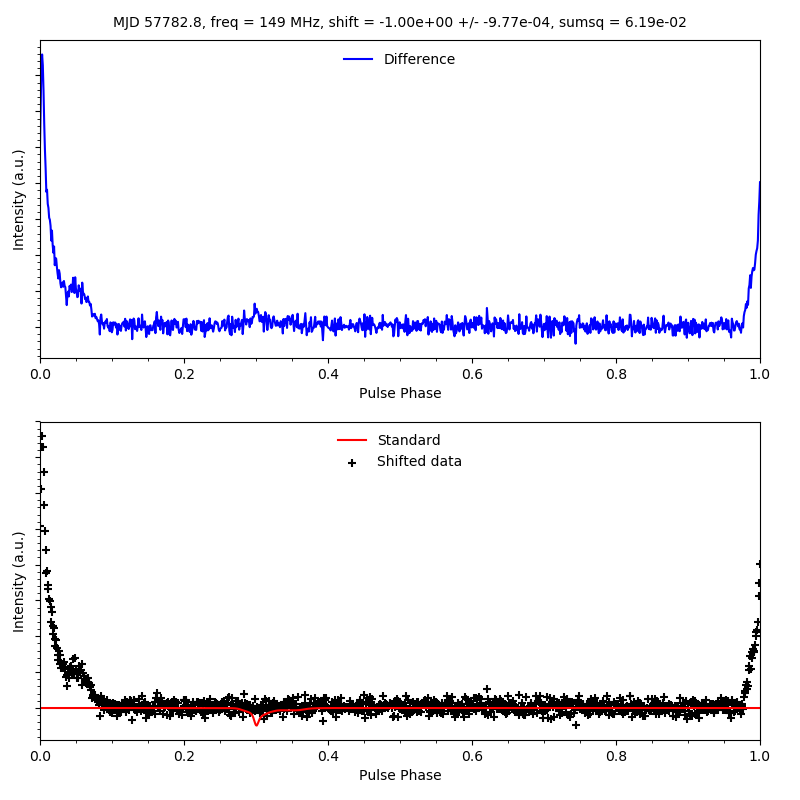 MJD 57782.8, freq = 149 MHz, shift = -1.00e+00 +/- -9.77e-04, sumsq = 6.19e-02
Difference
Intensity (a.u.)
0.0 0.2 0.4 0.6 0.8 1.0
Pulse Phase
Standard
Shifted data
Intensity (a.u.)
0.0 0.2 0.4 0.6 0.8 1.0
Pulse Phase